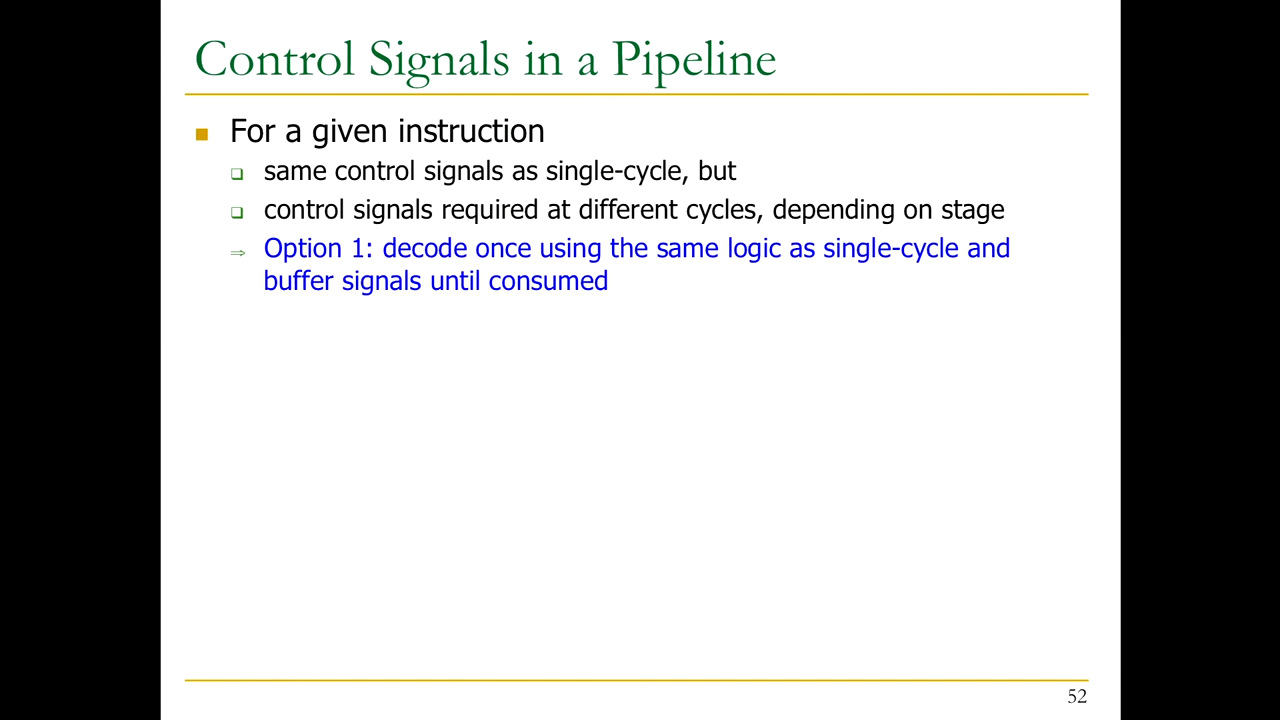 Control Signals in a Pipeline
For a given instruction
same control signals as single-cycle, but
control signals required at different cycles, depending on stage
⇒ Option 1: decode once using the same logic as single-cycle and
buffer signals until consumed
52